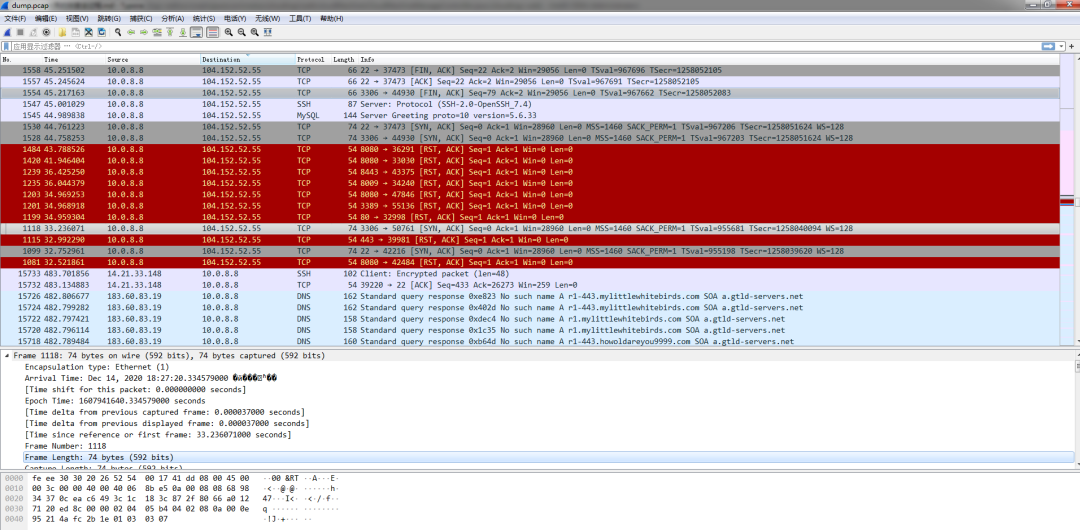 dump.pcap
文件(F) 编辑(E) 视图(V) 跳转(G) 捕获(C) 分析(A) 统计(S) 电话(Y) 无线(W) 工具(T) 帮助(H)
应用显示过滤器 … <Ctrl-/>
No. Time Source Destination Protocol Length Info
1558 45.251502 10.0.8.8 104.152.52.55 TCP 66 22 → 37473 [FIN, ACK] Seq=22 Ack=2 Win=29056 Len=0 TSval=967696 TSecr=1258052105
1557 45.245624 10.0.8.8 104.152.52.55 TCP 66 22 → 37473 [ACK] Seq=22 Ack=2 Win=29056 Len=0 TSval=967691 TSecr=1258052105
1554 45.217163 10.0.8.8 104.152.52.55 TCP 66 3306 → 44930 [FIN, ACK] Seq=79 Ack=2 Win=29056 Len=0 TSval=967662 TSecr=1258052083
1547 45.001029 10.0.8.8 104.152.52.55 SSH 87 Server: Protocol (SSH-2.0-OpenSSH_7.4)
1545 44.989838 10.0.8.8 104.152.52.55 MySQL 144 Server Greeting proto=10 version=5.6.33
1530 44.761223 10.0.8.8 104.152.52.55 TCP 74 22 → 37473 [SYN, ACK] Seq=0 Ack=1 Win=28960 Len=0 MSS=1460 SACK_PERM=1 TSval=967206 TSecr=1258051624 WS=128
1528 44.758253 10.0.8.8 104.152.52.55 TCP 74 3306 → 44930 [SYN, ACK] Seq=0 Ack=1 Win=28960 Len=0 MSS=1460 SACK_PERM=1 TSval=967203 TSecr=1258051624 WS=128
1484 43.788526 10.0.8.8 104.152.52.55 TCP 54 8080 → 36291 [RST, ACK] Seq=1 Ack=1 Win=0 Len=0
1420 41.946404 10.0.8.8 104.152.52.55 TCP 54 8080 → 33030 [RST, ACK] Seq=1 Ack=1 Win=0 Len=0
1239 36.425250 10.0.8.8 104.152.52.55 TCP 54 8443 → 43375 [RST, ACK] Seq=1 Ack=1 Win=0 Len=0
1235 36.044379 10.0.8.8 104.152.52.55 TCP 54 8009 → 34240 [RST, ACK] Seq=1 Ack=1 Win=0 Len=0
1203 34.969253 10.0.8.8 104.152.52.55 TCP 54 8080 → 47846 [RST, ACK] Seq=1 Ack=1 Win=0 Len=0
1201 34.968918 10.0.8.8 104.152.52.55 TCP 54 3389 → 55136 [RST, ACK] Seq=1 Ack=1 Win=0 Len=0
1199 34.959304 10.0.8.8 104.152.52.55 TCP 54 80 → 32998 [RST, ACK] Seq=1 Ack=1 Win=0 Len=0
1118 33.236071 10.0.8.8 104.152.52.55 TCP 74 3306 → 50761 [SYN, ACK] Seq=0 Ack=1 Win=28960 Len=0 MSS=1460 SACK_PERM=1 TSval=955681 TSecr=1258040094 WS=128
1115 32.992290 10.0.8.8 104.152.52.55 TCP 54 443 → 39981 [RST, ACK] Seq=1 Ack=1 Win=0 Len=0
1099 32.752961 10.0.8.8 104.152.52.55 TCP 74 22 → 42216 [SYN, ACK] Seq=0 Ack=1 Win=28960 Len=0 MSS=1460 SACK_PERM=1 TSval=955198 TSecr=1258039620 WS=128
1081 32.521861 10.0.8.8 104.152.52.55 TCP 54 8080 → 42484 [RST, ACK] Seq=1 Ack=1 Win=0 Len=0
15733 483.701856 14.21.33.148 10.0.8.8 SSH 102 Client: Encrypted packet (len=48)
15732 483.134883 14.21.33.148 10.0.8.8 TCP 54 39220 → 22 [ACK] Seq=433 Ack=26273 Win=259 Len=0
15726 482.806677 183.60.83.19 10.0.8.8 DNS 162 Standard query response 0xe823 No such name A r1-443.mylittlewhitebirds.com SOA a.gtld-servers.net
15724 482.799282 183.60.83.19 10.0.8.8 DNS 162 Standard query response 0x402d No such name A r1-443.mylittlewhitebirds.com SOA a.gtld-servers.net
15722 482.797421 183.60.83.19 10.0.8.8 DNS 158 Standard query response 0xdec4 No such name A r1.mylittlewhitebirds.com SOA a.gtld-servers.net
15720 482.796114 183.60.83.19 10.0.8.8 DNS 158 Standard query response 0x1c35 No such name A r1.mylittlewhitebirds.com SOA a.gtld-servers.net
15718 482.789484 183.60.83.19 10.0.8.8 DNS 160 Standard query response 0xb64d No such name A r1-443.howoldareyou9999.com SOA a.gtld-servers.net
Frame 1118: 74 bytes on wire (592 bits), 74 bytes captured (592 bits)
Encapsulation type: Ethernet (1)
Arrival Time: Dec 14, 2020 18:27:20.334579000
[Time shift for this packet: 0.000000000 seconds]
Epoch Time: 1607941640.334579000 seconds
[Time delta from previous captured frame: 0.000037000 seconds]
[Time delta from previous displayed frame: 0.000037000 seconds]
[Time since reference or first frame: 33.236071000 seconds]
Frame Number: 1118
Frame Length: 74 bytes (592 bits)
Capture Length: 74 bytes (592 bits)
0000 fe ee 30 30 20 26 52 54 00 17 41 dd 08 00 45 00 ··00 &RT ··A···E·
0010 00 3c 00 00 40 00 40 06 8b e5 0a 00 08 08 68 98 ·<··@·@· ······h·
0020 34 37 0c ea c6 49 3c 1c 18 3c 87 2f 80 66 a0 12 47···I<· ·<·/·f··
0030 71 20 ed 8c 00 00 02 04 05 b4 04 02 08 0a 00 0e q ······ ········
0040 95 21 4a fc 2b 1e 01 03 03 07 ·!J·+··· ··